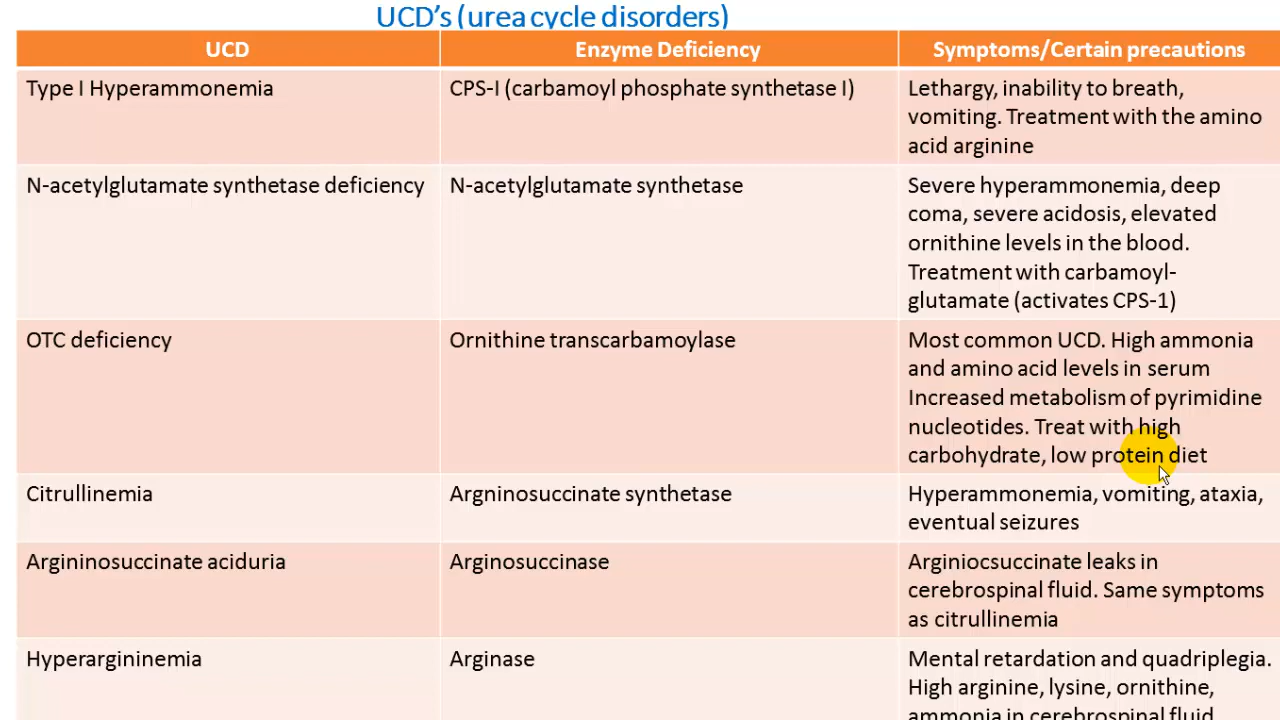 UCD's (urea cycle disorders)
UCD
Enzyme Deficiency
Symptoms/Certain precautions
Type I Hyperammonemia
CPS-I (carbamoyl phosphate synthetase I)
Lethargy, inability to breath,
vomiting. Treatment with the amino
acid arginine
N-acetylglutamate synthetase deficiency
N-acetylglutamate synthetase
Severe hyperammonemia, deep
coma, severe acidosis, elevated
ornithine levels in the blood.
Treatment with carbamoyl-
glutamate (activates CPS-1)
OTC deficiency
Ornithine transcarbamoylase
Most common UCD. High ammonia
and amino acid levels in serum
Increased metabolism of pyrimidine
nucleotides. Treat with high
carbohydrate, low protein diet
Citrullinemia
Argninosuccinate synthetase
Hyperammonemia, vomiting, ataxia,
eventual seizures
Argininosuccinate aciduria
Arginosuccinase
Arginiocsuccinate leaks in
cerebrospinal fluid. Same symptoms
as citrullinemia
Hyperargininemia
Arginase
Mental retardation and quadriplegia.
High arginine, lysine, ornithine,
ammonia in cerebrospinal fluid